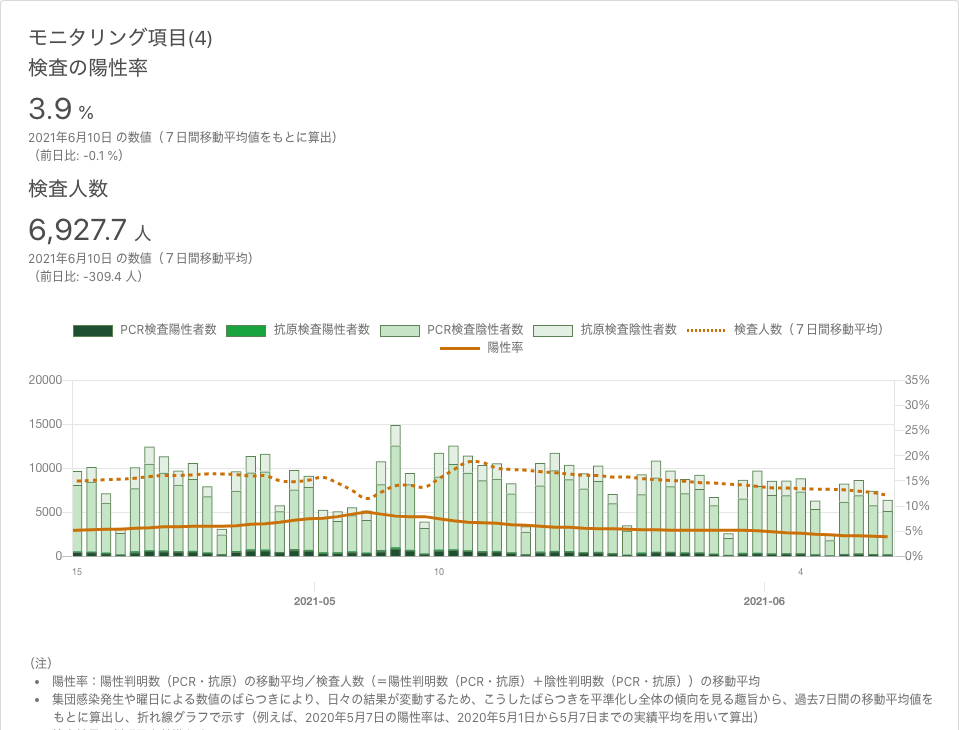 モニタリング項目(4)
検査の陽性率
3.9 %
2021年6月10日 の数値（７日間移動平均値をもとに算出）
（前日比: -0.1 %）
検査人数
6,927.7 人
2021年6月10日 の数値（７日間移動平均）
（前日比: -309.4 人）
PCR検査陽性者数 抗原検査陽性者数 PCR検査陰性者数 抗原検査陰性者数 検査人数（７日間移動平均）
陽性率
20000 35%
30%
15000 25%
20%
10000 15%
10%
5000 5%
0 0%
15 10 4
2021-05 2021-06
（注）
• 陽性率：陽性判明数（PCR・抗原）の移動平均／検査人数（＝陽性判明数（PCR・抗原）＋陰性判明数（PCR・抗原））の移動平均
• 集団感染発生や曜日による数値のばらつきにより、日々の結果が変動するため、こうしたばらつきを平準化し全体の傾向を見る趣旨から、過去7日間の移動平均値を
もとに算出し、折れ線グラフで示す（例えば、2020年5月7日の陽性率は、2020年5月1日から5月7日までの実績平均を用いて算出）